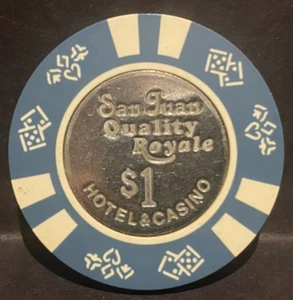 San Juan
Quality
Royale
$1
HOTEL & CASINO